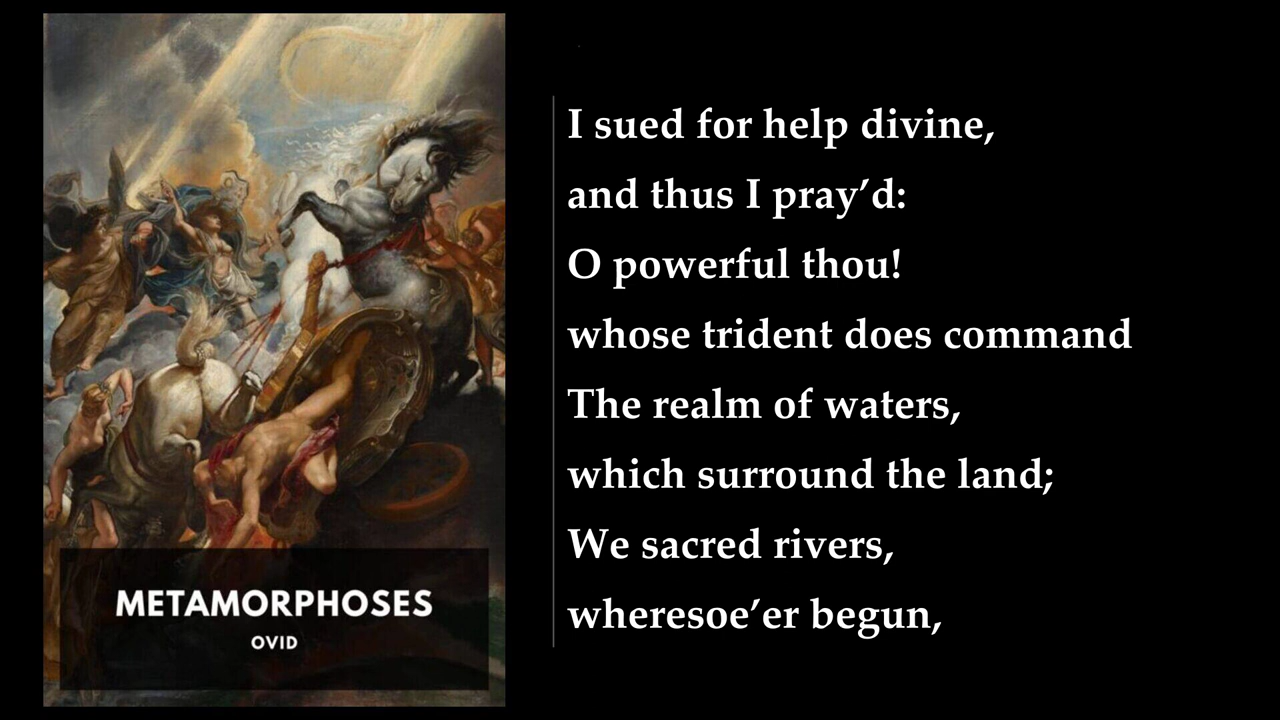 METAMORPHOSES
OVID
I sued for help divine,
and thus I pray’d:
O powerful thou!
whose trident does command
The realm of waters,
which surround the land;
We sacred rivers,
wheresoe’er begun,